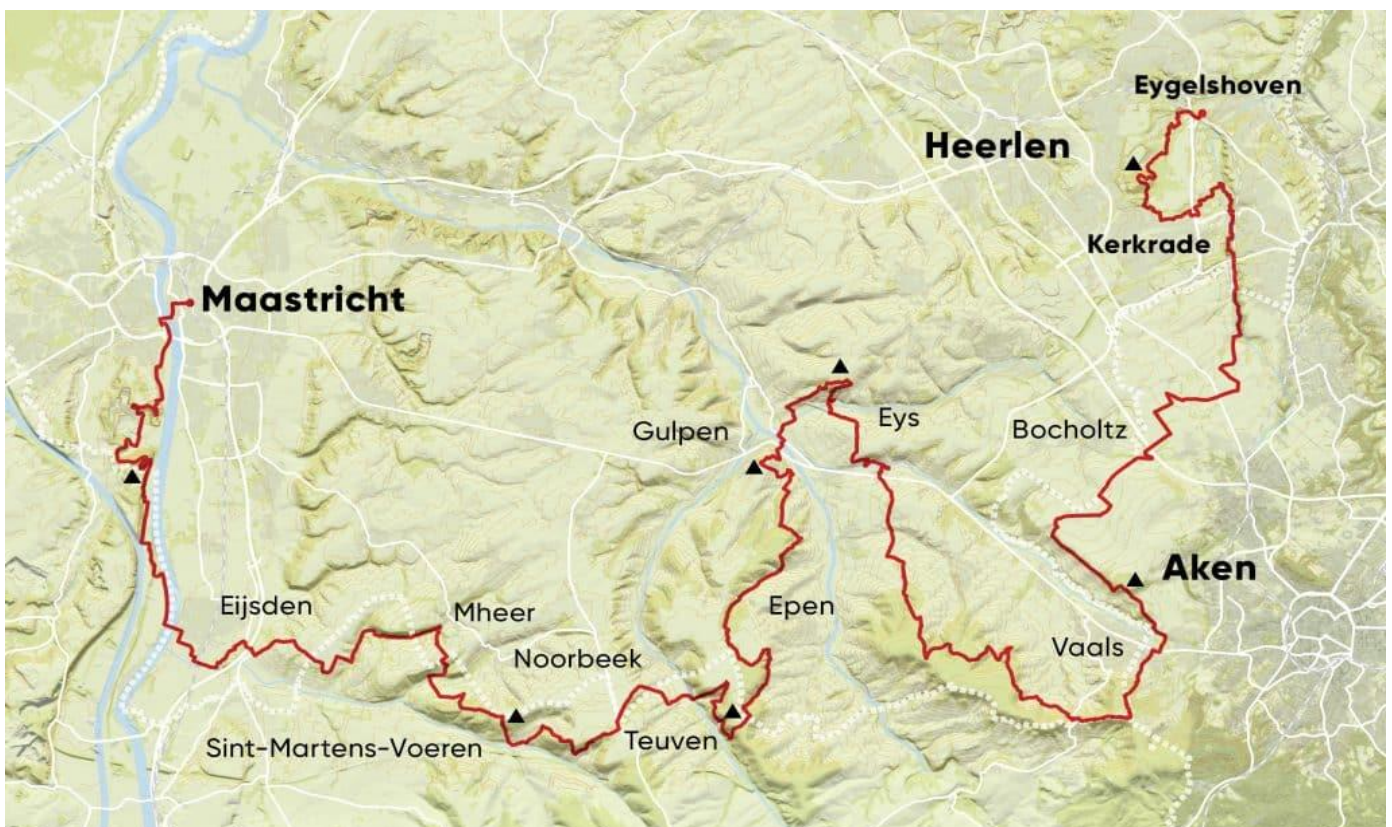 Eygelshoven
Heerlen
Kerkrade
Maastricht
Eys
Gulpen
Bocholtz
Aken
Eijsden
Mheer
Epen
Vaals
Noorbeek
Teuven
Sint-Martens-Voeren